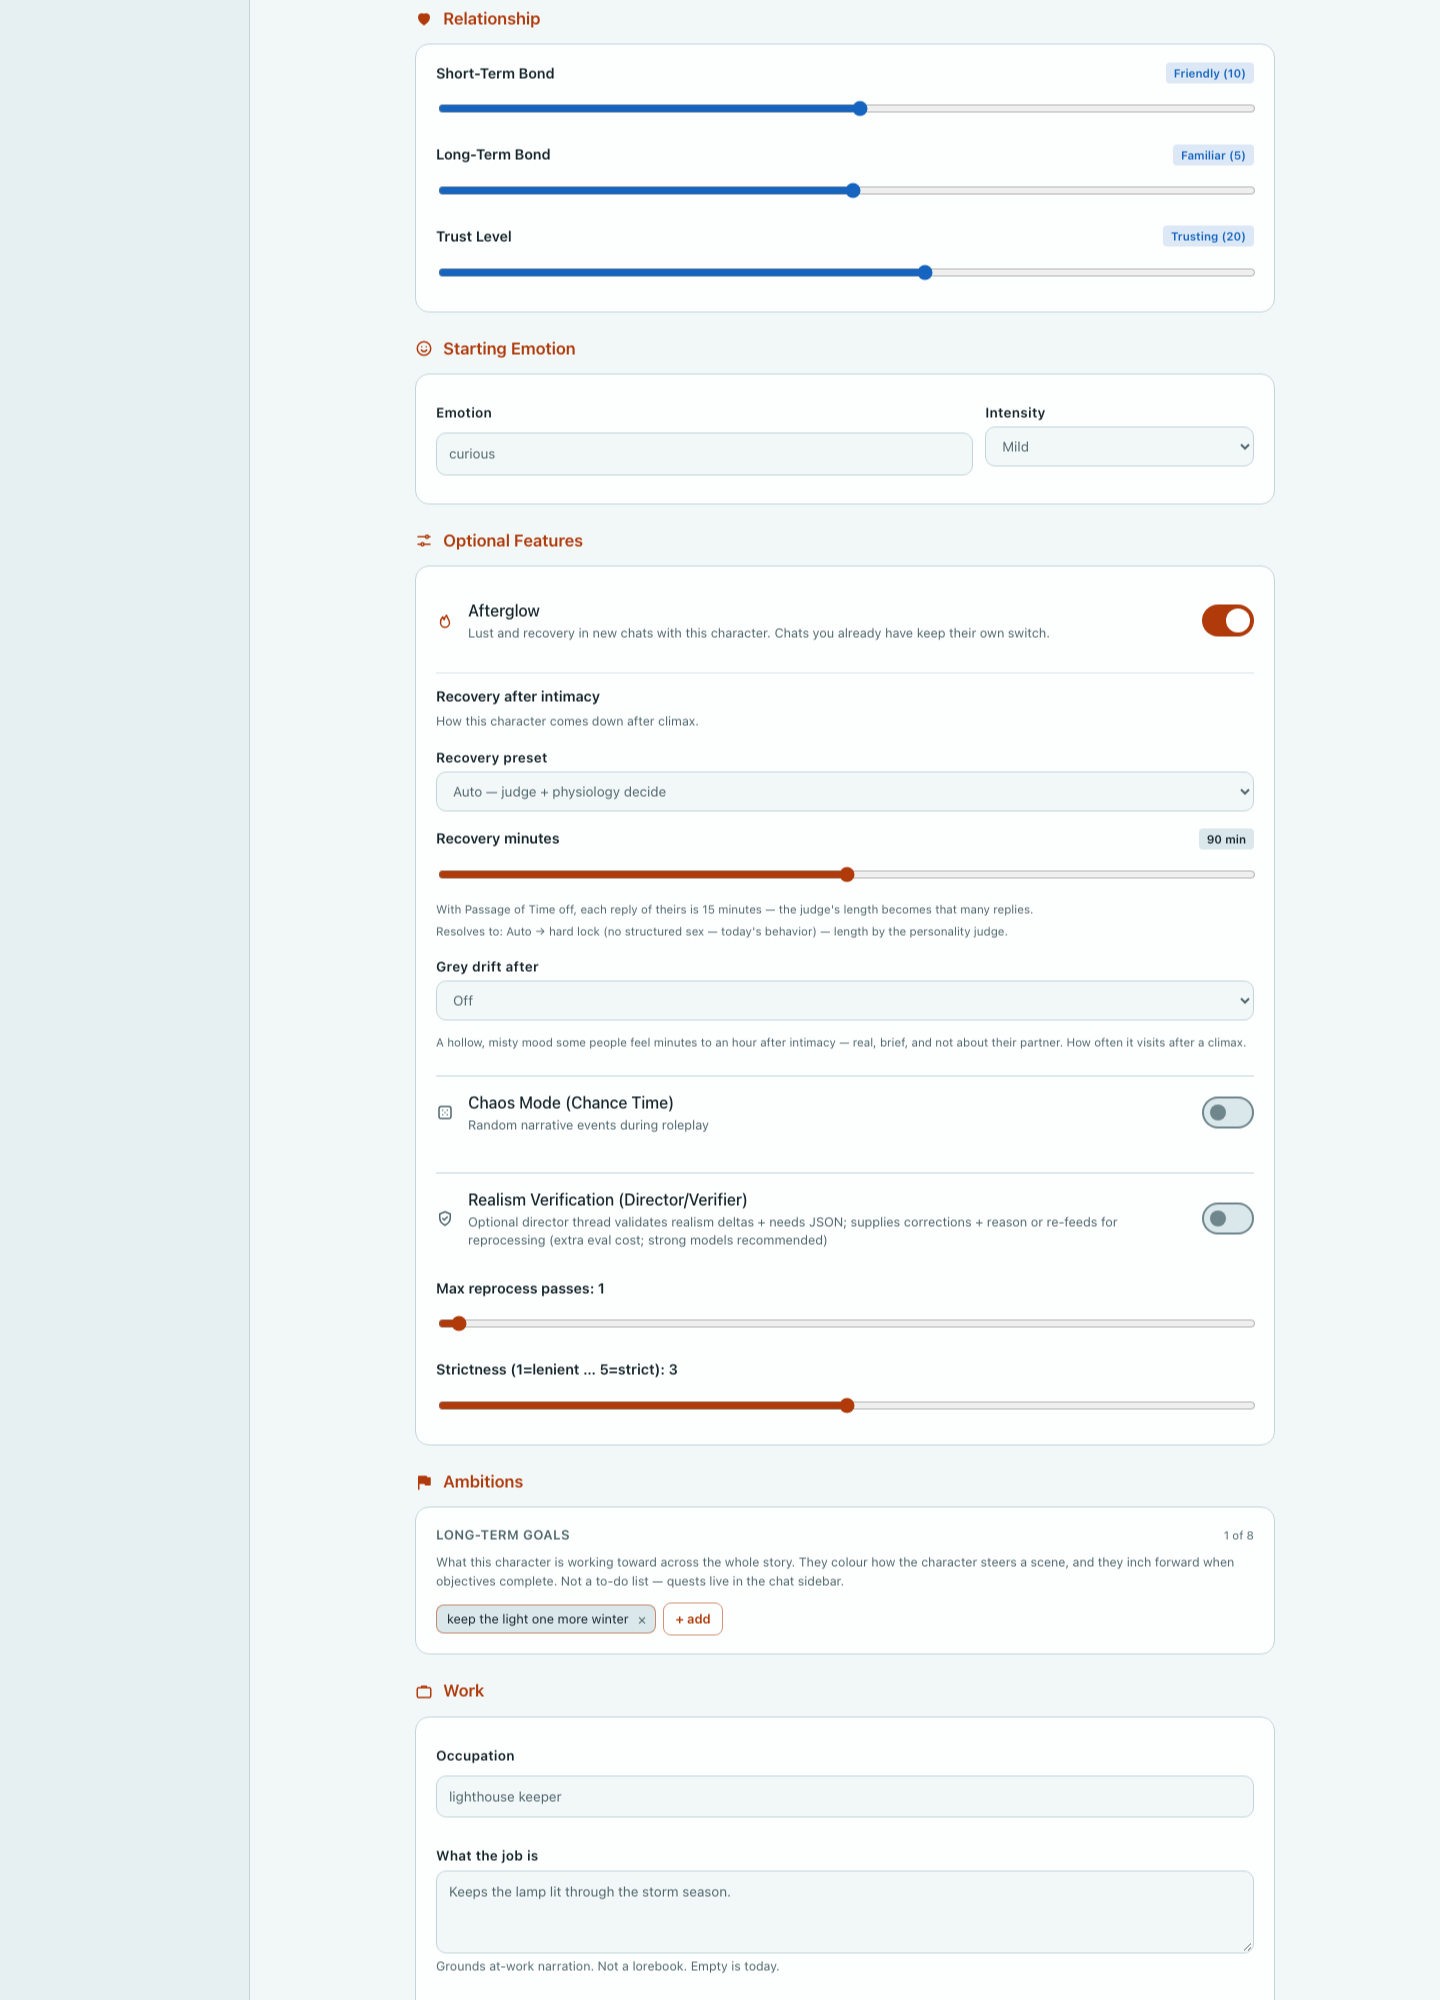 Relationship
Short-Term Bond
Friendly (10)
Long-Term Bond
Familiar (5)
Trust Level
Trusting (20)
Starting Emotion
Emotion
Intensity
curious
Mild
Optional Features
Afterglow
Lust and recovery in new chats with this character. Chats you already have keep their own switch.
Recovery after intimacy
How this character comes down after climax.
Recovery preset
Auto — judge + physiology decide
Recovery minutes
90 min
With Passage of Time off, each reply of theirs is 15 minutes — the judge's length becomes that many replies.
Resolves to: Auto → hard lock (no structured sex — today's behavior) — length by the personality judge.
Grey drift after
Off
A hollow, misty mood some people feel minutes to an hour after intimacy — real, brief, and not about their partner. How often it visits after a climax.
Chaos Mode (Chance Time)
Random narrative events during roleplay
Realism Verification (Director/Verifier)
Optional director thread validates realism deltas + needs JSON; supplies corrections + reason or re-feeds for
reprocessing (extra eval cost; strong models recommended)
Max reprocess passes: 1
Strictness (1=lenient ... 5=strict): 3
Ambitions
LONG-TERM GOALS
1 of 8
What this character is working toward across the whole story. They colour how the character steers a scene, and they inch forward when
objectives complete. Not a to-do list — quests live in the chat sidebar.
keep the light one more winter ×
+ add
Work
Occupation
lighthouse keeper
What the job is
Keeps the lamp lit through the storm season.
Grounds at-work narration. Not a lorebook. Empty is today.